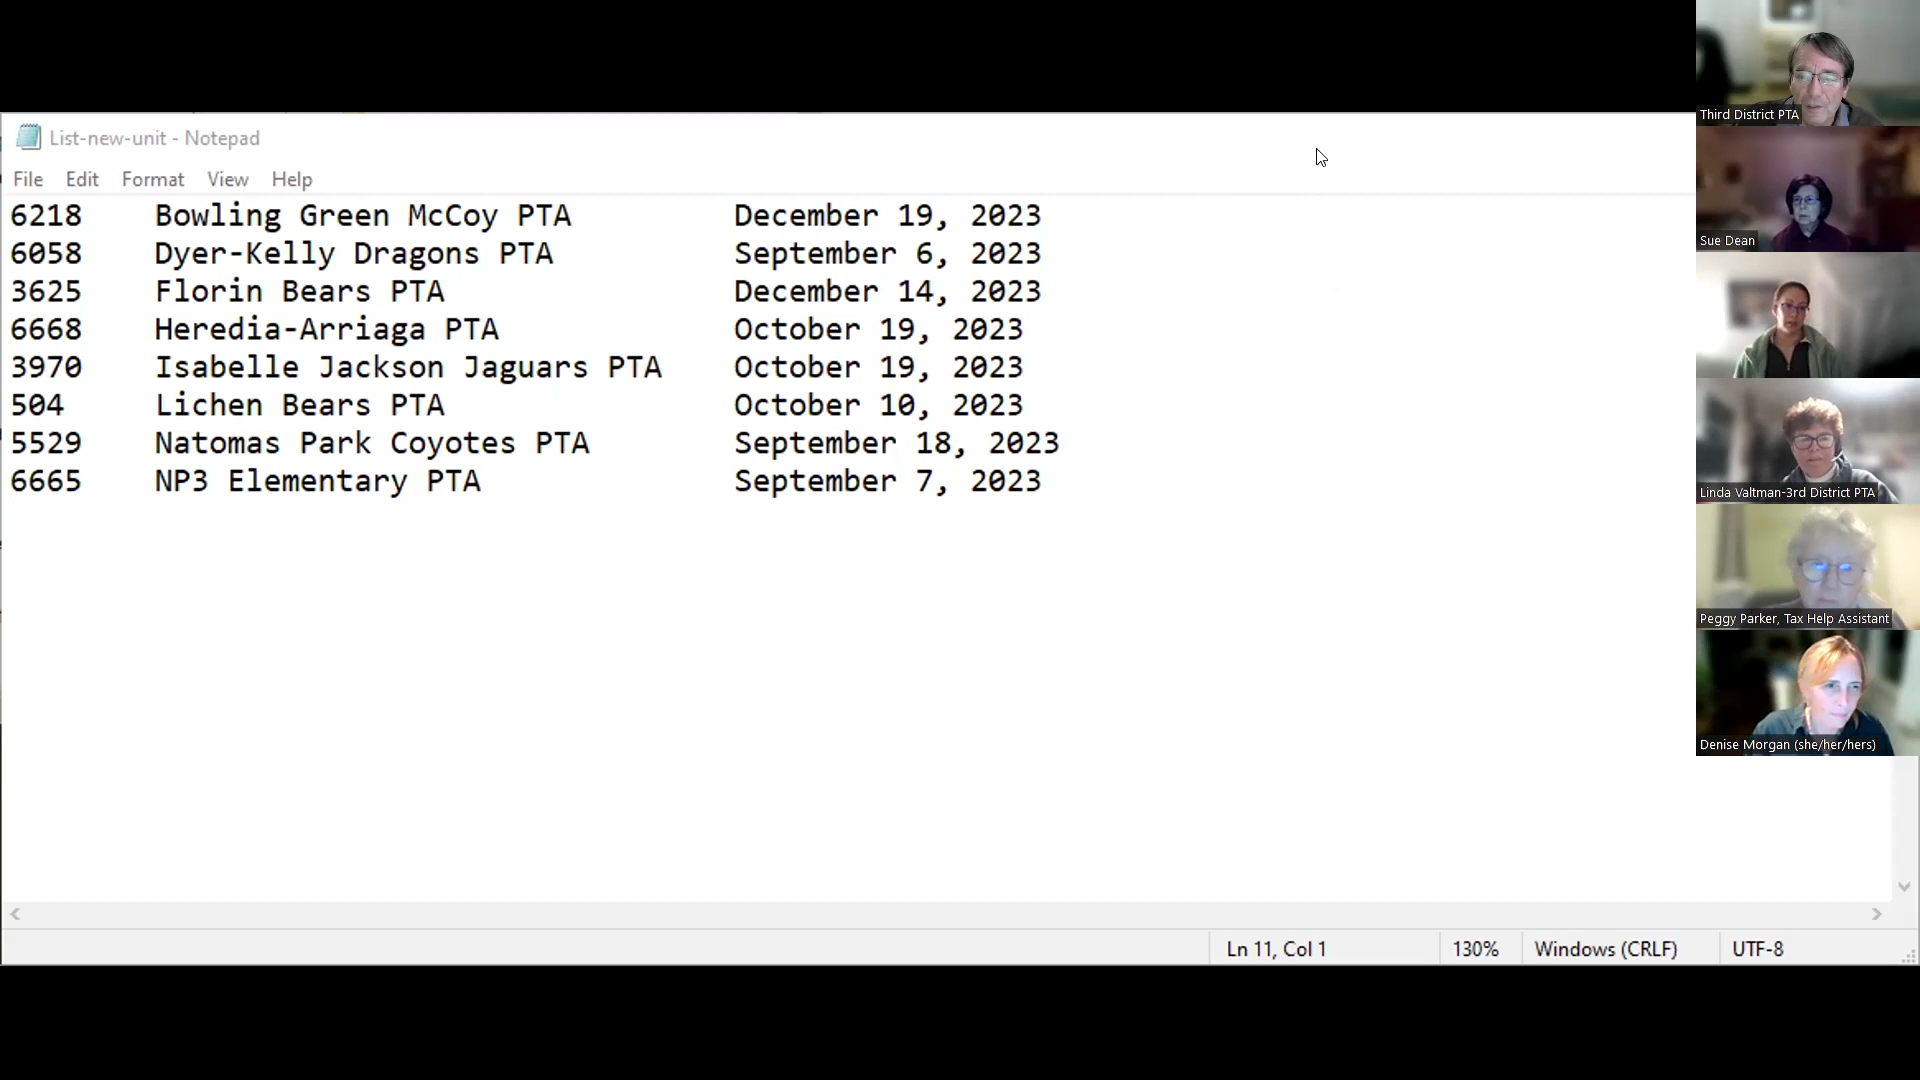 List-new-unit - Notepad
File Edit Format View Help
6218 Bowling Green McCoy PTA December 19, 2023
6058 Dyer-Kelly Dragons PTA September 6, 2023
3625 Florin Bears PTA December 14, 2023
6668 Heredia-Arriaga PTA October 19, 2023
3970 Isabelle Jackson Jaguars PTA October 19, 2023
504 Lichen Bears PTA October 10, 2023
5529 Natomas Park Coyotes PTA September 18, 2023
6665 NP3 Elementary PTA September 7, 2023
Ln 11, Col 1 130% Windows (CRLF) UTF-8
Third District PTA
Sue Dean
Linda Valtman-3rd District PTA
Peggy Parker, Tax Help Assistant
Denise Morgan (she/her/hers)